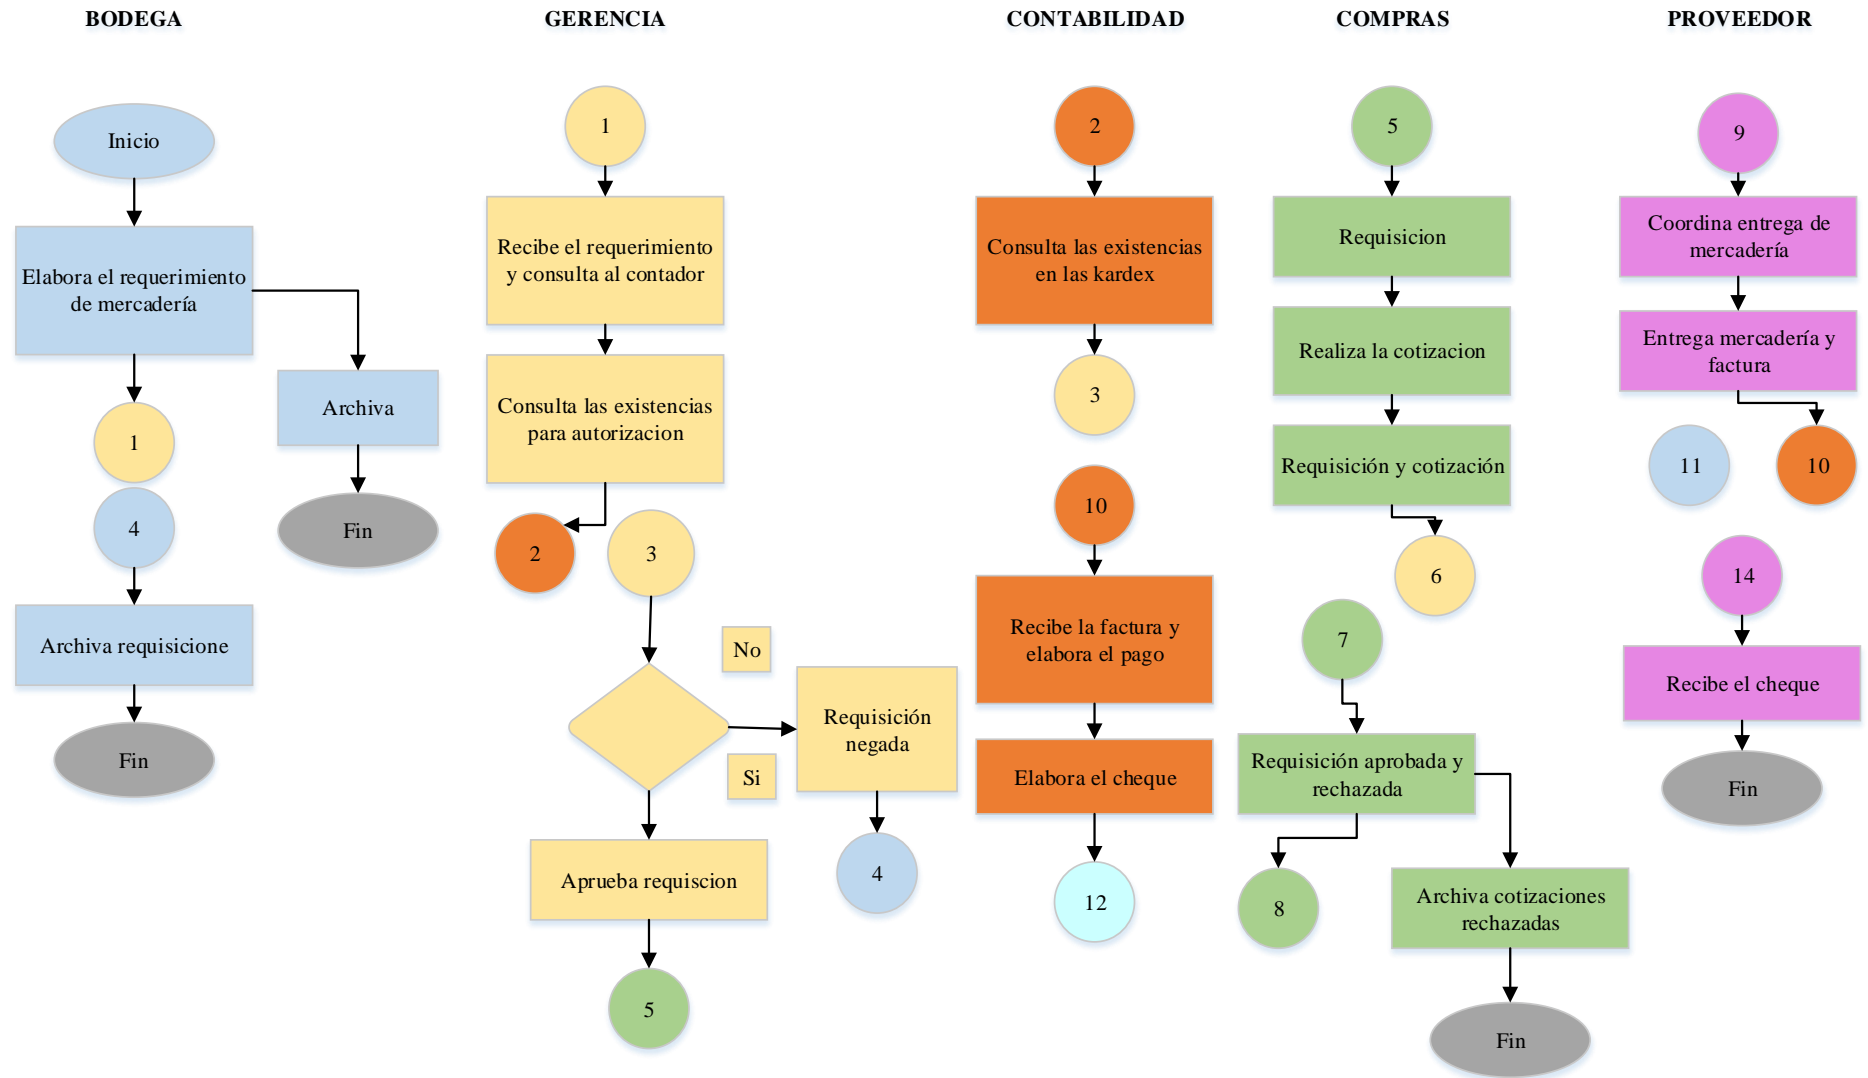 BODEGA
GERENCIA
CONTABILIDAD
COMPRAS
PROVEEDOR
Inicio
Elabora el requerimiento
de mercadería
1
4
Archiva requisicione
Fin
Archiva
Fin
1
Recibe el requerimiento
y consulta al contador
Consulta las existencias
para autorizacion
2
3
No
Si
Requisición
negada
4
Aprueba requiscion
5
2
Consulta las existencias
en las kardex
3
10
Recibe la factura y
elabora el pago
Elabora el cheque
12
5
Requisicion
Realiza la cotizacion
Requisición y cotización
6
7
Requisición aprobada y
rechazada
8
Archiva cotizaciones
rechazadas
Fin
9
Coordina entrega de
mercadería
Entrega mercadería y
factura
11
10
14
Recibe el cheque
Fin